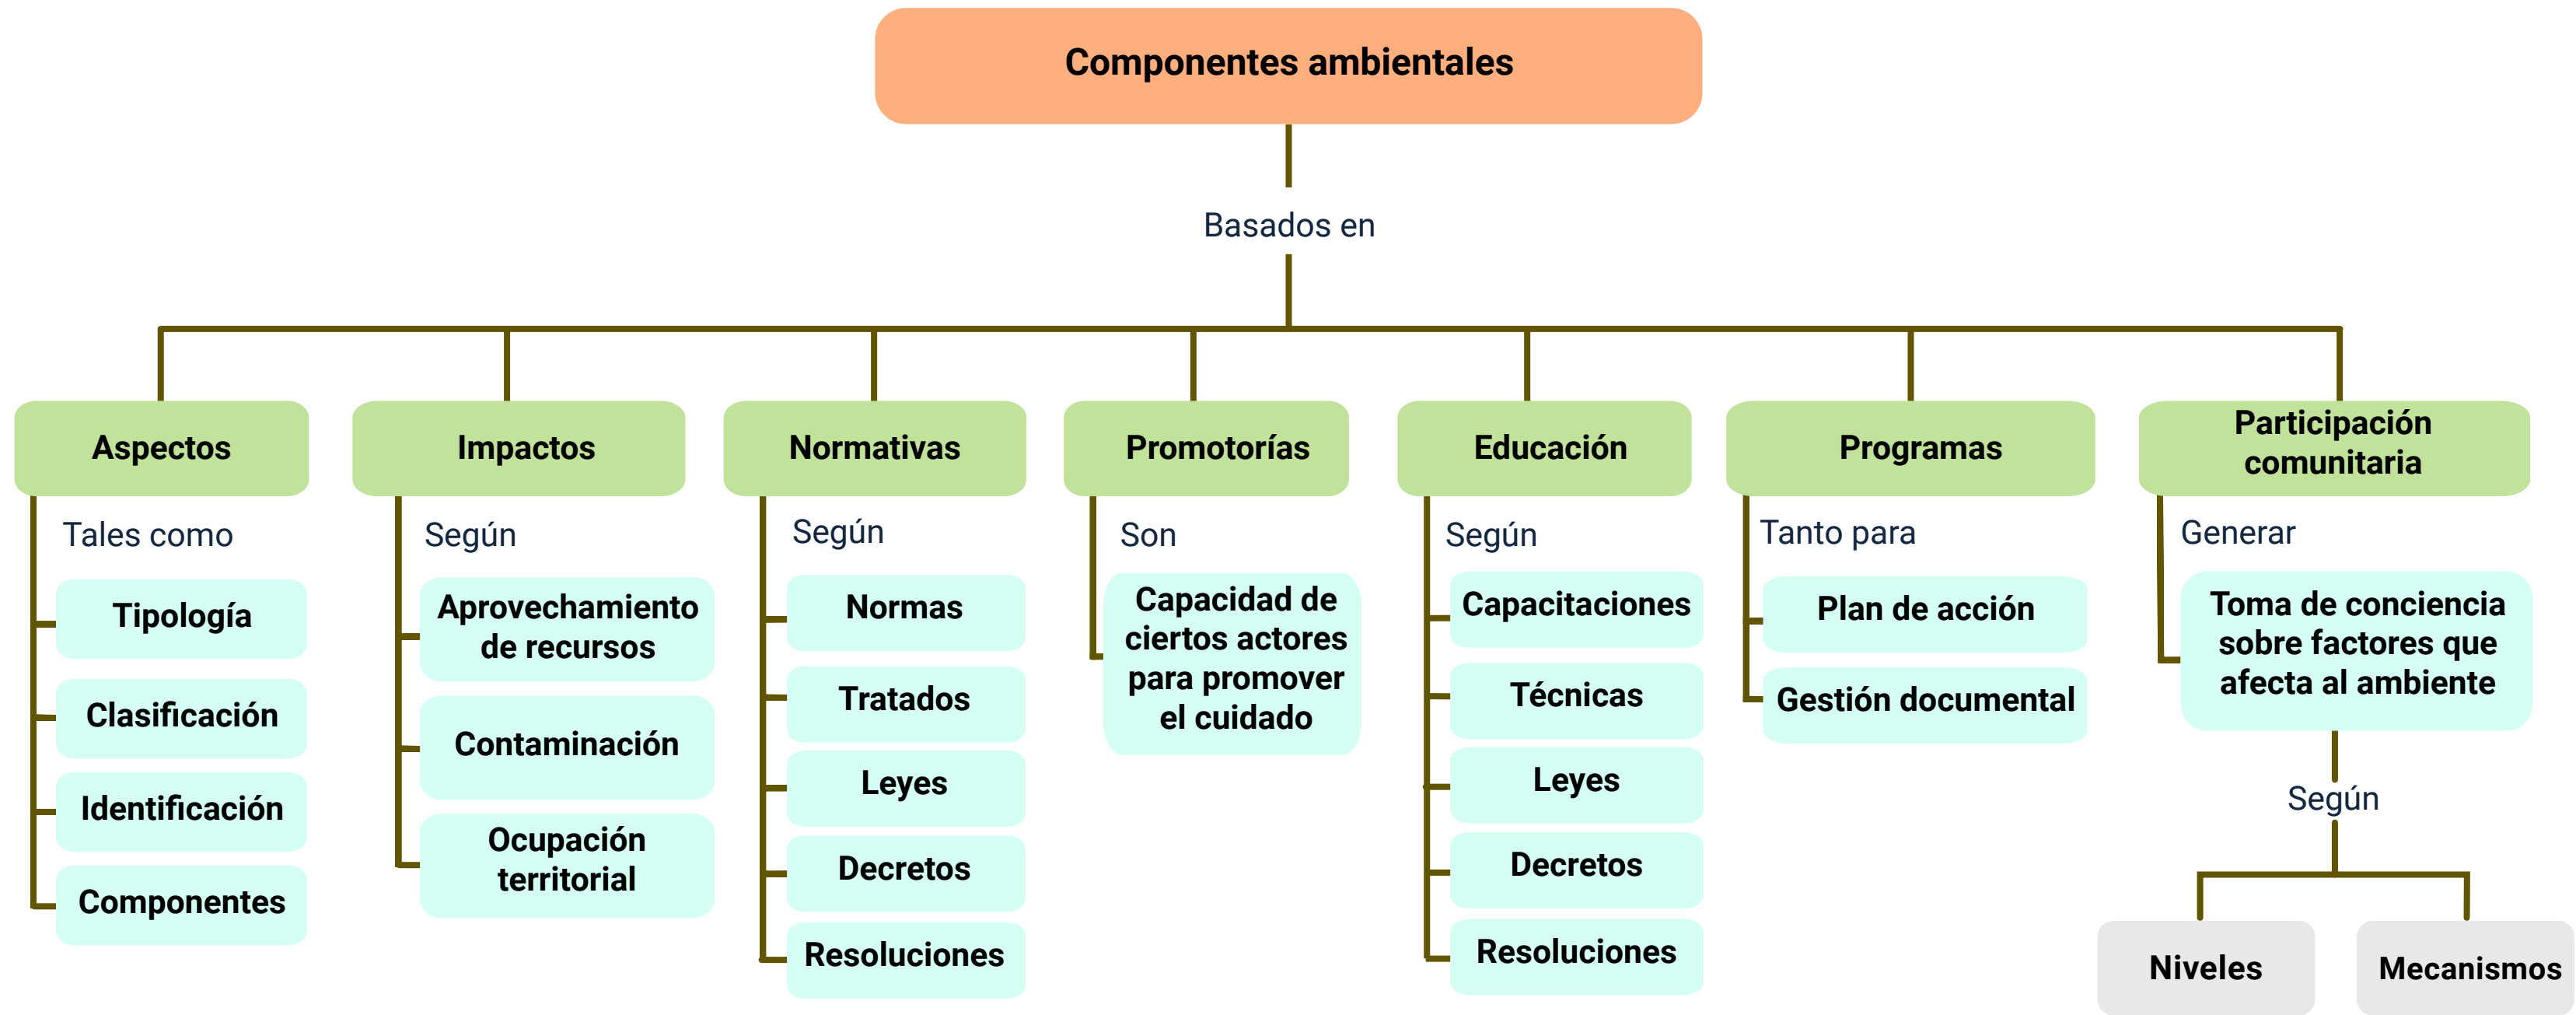 Componentes ambientales
Basados en
Aspectos
Tales como
Tipología
Clasificación
Identificación
Componentes
Impactos
Según
Aprovechamiento
de recursos
Contaminación
Ocupación
territorial
Normativas
Según
Normas
Tratados
Leyes
Decretos
Resoluciones
Promotorías
Son
Capacidad de
ciertos actores
para promover
el cuidado
Educación
Según
Capacitaciones
Técnicas
Leyes
Decretos
Resoluciones
Programas
Tanto para
Plan de acción
Gestión documental
Participación
comunitaria
Generar
Toma de conciencia
sobre factores que
afecta al ambiente
Según
Niveles
Mecanismos